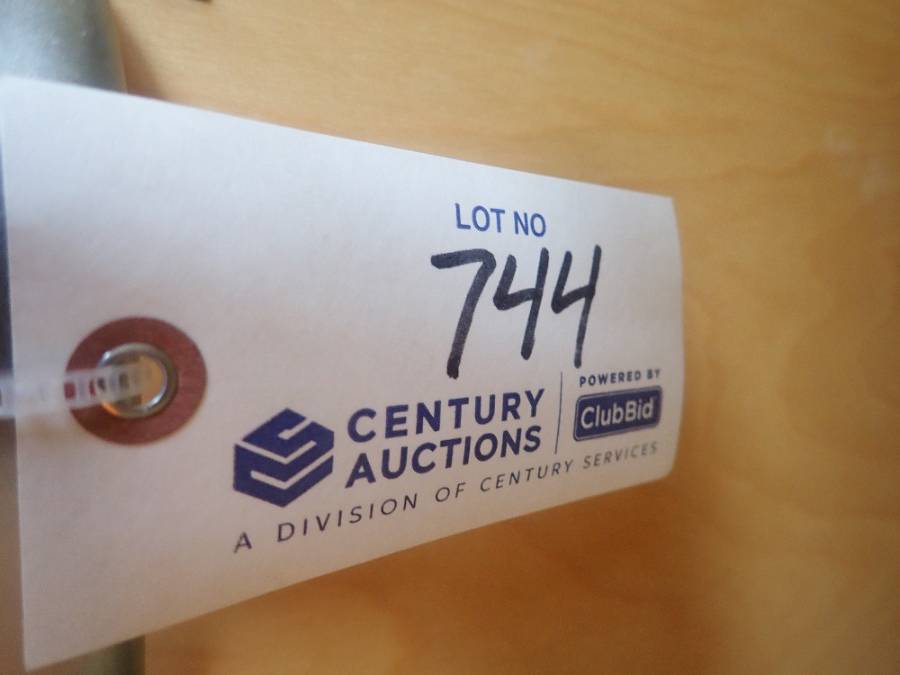 LOT NO
744
CENTURY
AUCTIONS
POWERED BY
ClubBid
A DIVISION OF CENTURY SERVICES